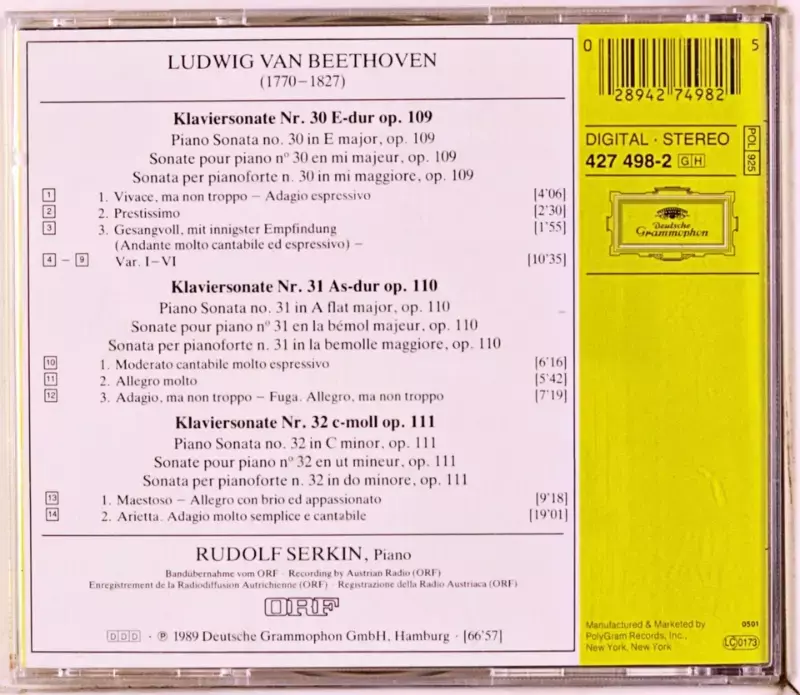 LUDWIG VAN BEETHOVEN
(1770–1827)
Klaviersonate Nr. 30 E-dur op. 109
Piano Sonata no. 30 in E major, op. 109
Sonate pour piano nº 30 en mi majeur, op. 109
Sonata per pianoforte n. 30 in mi maggiore, op. 109
1 1. Vivace, ma non troppo – Adagio espressivo [4'06]
2 2. Prestissimo [2'30]
3 3. Gesangvoll, mit innigster Empfindung [1'55]
(Andante molto cantabile ed espressivo) –
4 – 9 Var. I–VI [10'35]
Klaviersonate Nr. 31 As-dur op. 110
Piano Sonata no. 31 in A flat major, op. 110
Sonate pour piano nº 31 en la bémol majeur, op. 110
Sonata per pianoforte n. 31 in la bemolle maggiore, op. 110
10 1. Moderato cantabile molto espressivo [6'16]
11 2. Allegro molto [5'42]
12 3. Adagio, ma non troppo – Fuga. Allegro, ma non troppo [7'19]
Klaviersonate Nr. 32 c-moll op. 111
Piano Sonata no. 32 in C minor, op. 111
Sonate pour piano nº 32 en ut mineur, op. 111
Sonata per pianoforte n. 32 in do minore, op. 111
13 1. Maestoso – Allegro con brio ed appassionato [9'18]
14 2. Arietta. Adagio molto semplice e cantabile [19'01]
RUDOLF SERKIN, Piano
Bandübernahme vom ORF · Recording by Austrian Radio (ORF)
Enregistrement de la Radiodiffusion Autrichienne (ORF) · Registrazione della Radio Austriaca (ORF)
ORF
DDD · ℗ 1989 Deutsche Grammophon GmbH, Hamburg · [66'57]
0 28942 74982 5
DIGITAL · STEREO
427 498-2 GH
POL 925
Deutsche
Grammophon
Manufactured & Marketed by
PolyGram Records, Inc.,
New York, New York
0501
LC 0173